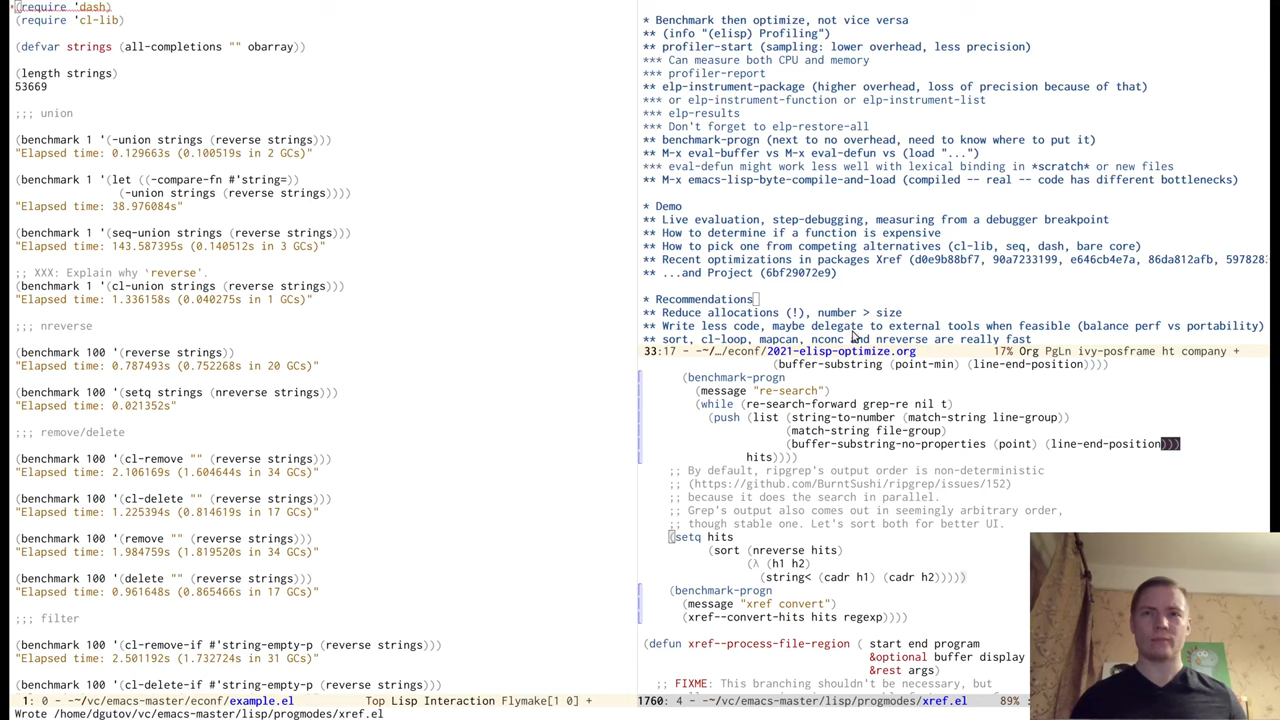 (require 'dash)
(require 'cl-lib)
(defvar strings (all-completions "" obarray))
(length strings)
53669
;;; union
(benchmark 1 '(-union strings (reverse strings)))
"Elapsed time: 0.129663s (0.100519s in 2 GCs)"
(benchmark 1 '(let ((-compare-fn #'string=))
(-union strings (reverse strings))))
"Elapsed time: 38.976084s"
(benchmark 1 '(seq-union strings (reverse strings)))
"Elapsed time: 143.587395s (0.140512s in 3 GCs)"
;; XXX: Explain why `reverse'.
(benchmark 1 '(cl-union strings (reverse strings)))
"Elapsed time: 1.336158s (0.040275s in 1 GCs)"
;;; nreverse
(benchmark 100 '(reverse strings))
"Elapsed time: 0.787493s (0.752268s in 20 GCs)"
(benchmark 100 '(setq strings (nreverse strings)))
"Elapsed time: 0.021352s"
;;; remove/delete
(benchmark 100 '(cl-remove "" (reverse strings)))
"Elapsed time: 2.106169s (1.604644s in 34 GCs)"
(benchmark 100 '(cl-delete "" (reverse strings)))
"Elapsed time: 1.225394s (0.814619s in 17 GCs)"
(benchmark 100 '(remove "" (reverse strings)))
"Elapsed time: 1.984759s (1.819520s in 34 GCs)"
(benchmark 100 '(delete "" (reverse strings)))
"Elapsed time: 0.961648s (0.865466s in 17 GCs)"
;;; filter
(benchmark 100 '(cl-remove-if #'string-empty-p (reverse strings)))
"Elapsed time: 2.501192s (1.732724s in 31 GCs)"
(benchmark 100 '(cl-delete-if #'string-empty-p (reverse strings)))
1: 0 - ~/vc/emacs-master/econf/example.el Top Lisp Interaction Flymake[1 0] +
Wrote /home/dgutov/vc/emacs-master/lisp/progmodes/xref.el
* Benchmark then optimize, not vice versa
** (info "(elisp) Profiling")
** profiler-start (sampling: lower overhead, less precision)
*** Can measure both CPU and memory
*** profiler-report
** elp-instrument-package (higher overhead, loss of precision because of that)
*** or elp-instrument-function or elp-instrument-list
*** elp-results
*** Don't forget to elp-restore-all
** benchmark-progn (next to no overhead, need to know where to put it)
** M-x eval-buffer vs M-x eval-defun vs (load "...")
*** eval-defun might work less well with lexical binding in *scratch* or new files
** M-x emacs-lisp-byte-compile-and-load (compiled -- real -- code has different bottlenecks)
* Demo
** Live evaluation, step-debugging, measuring from a debugger breakpoint
** How to determine if a function is expensive
** How to pick one from competing alternatives (cl-lib, seq, dash, bare core)
** Recent optimizations in packages Xref (d0e9b88bf7, 90a7233199, e646cb4e7a, 86da812afb, 597828
** ...and Project (6bf29072e9)
* Recommendations
** Reduce allocations (!), number > size
** Write less code, maybe delegate to external tools when feasible (balance perf vs portability)
** sort, cl-loop, mapcan, nconc and nreverse are really fast
33:17 - ~/…/econf/2021-elisp-optimize.org 17% Org PgLn ivy-posframe ht company +
(buffer-substring (point-min) (line-end-position))))
(benchmark-progn
(message "re-search")
(while (re-search-forward grep-re nil t)
(push (list (string-to-number (match-string line-group))
(match-string file-group)
(buffer-substring-no-properties (point) (line-end-position)))
hits))))
;; By default, ripgrep's output order is non-deterministic
;; (https://github.com/BurntSushi/ripgrep/issues/152)
;; because it does the search in parallel.
;; Grep's output also comes out in seemingly arbitrary order,
;; though stable one. Let's sort both for better UI.
(setq hits
(sort (nreverse hits)
(λ (h1 h2)
(string< (cadr h1) (cadr h2)))))
(benchmark-progn
(message "xref convert")
(xref--convert-hits hits regexp))))
(defun xref--process-file-region ( start end program
&optional buffer display
&rest args)
;; FIXME: This branching shouldn't be necessary, but
1760: 4 - ~/vc/emacs-master/lisp/progmodes/xref.el 89%